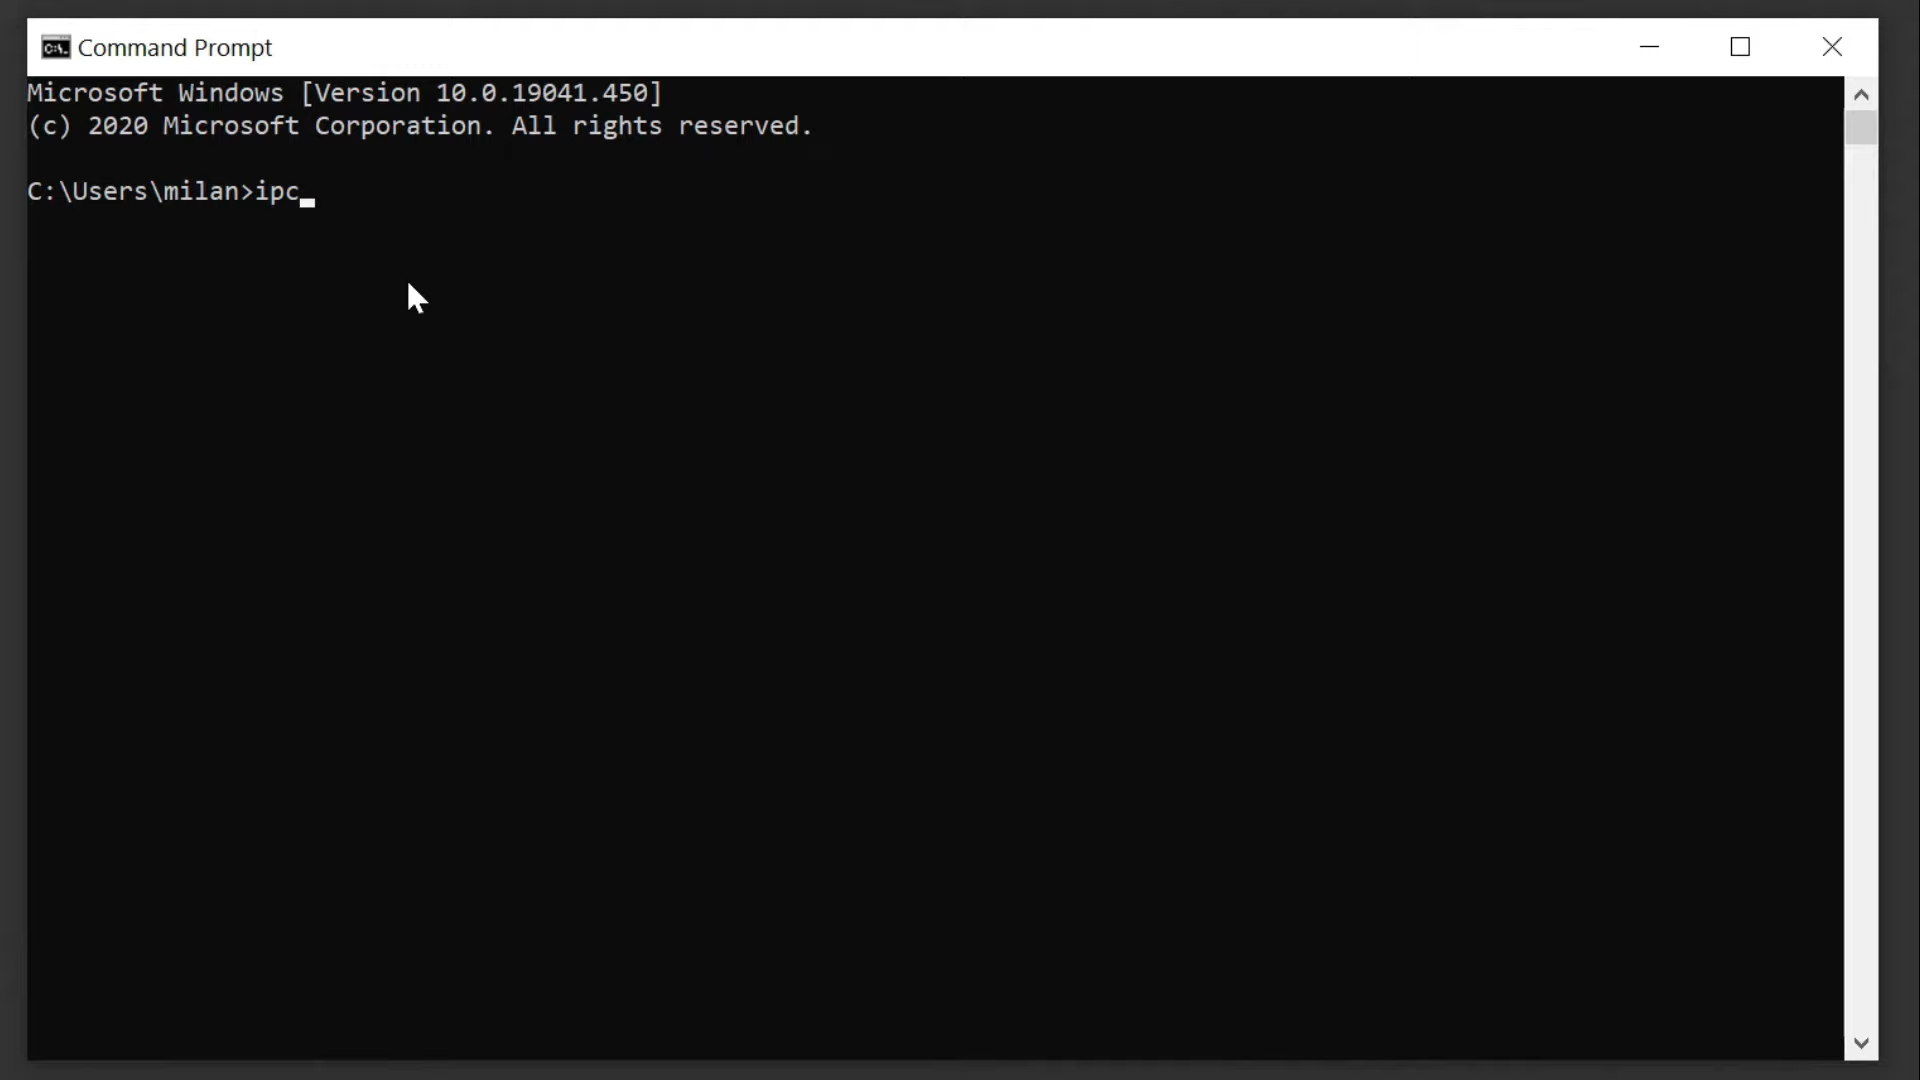 Command Prompt
Microsoft Windows [Version 10.0.19041.450]
(c) 2020 Microsoft Corporation. All rights reserved.
C:\Users\milan>ipc